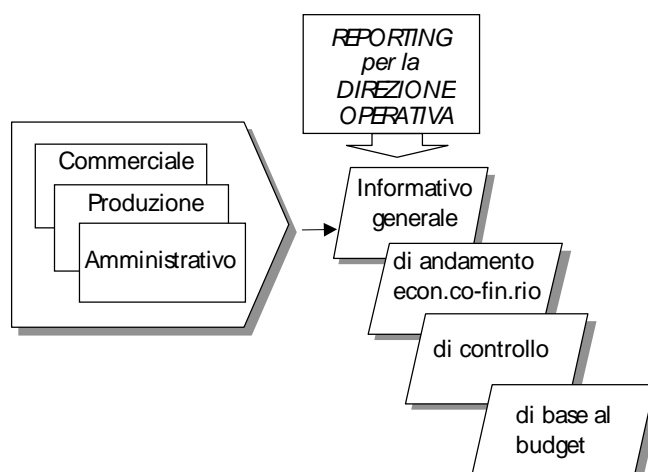 REPORTING
per la
DIREZIONE
OPERATIVA
Commerciale
Produzione
Amministrativo
Informativo
generale
di andamento
econ.co-fin.rio
di controllo
di base al
budget